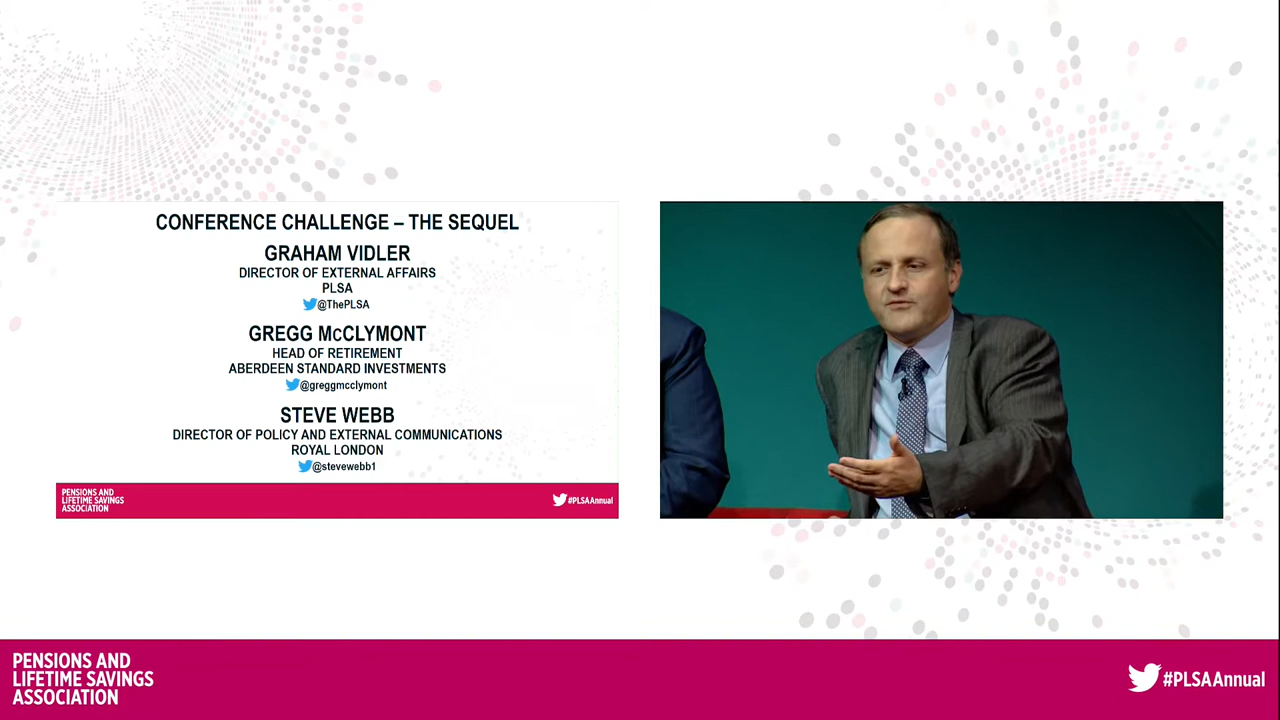 CONFERENCE CHALLENGE – THE SEQUEL
GRAHAM VIDLER
DIRECTOR OF EXTERNAL AFFAIRS
PLSA
@ThePLSA
GREGG McCLYMONT
HEAD OF RETIREMENT
ABERDEEN STANDARD INVESTMENTS
@greggmcclymont
STEVE WEBB
DIRECTOR OF POLICY AND EXTERNAL COMMUNICATIONS
ROYAL LONDON
@stevewebb1
PENSIONS AND
LIFETIME SAVINGS
ASSOCIATION
#PLSAAnnual
PENSIONS AND
LIFETIME SAVINGS
ASSOCIATION
#PLSAAnnual